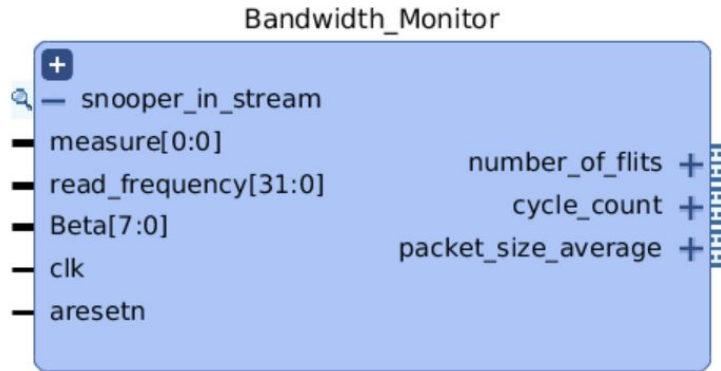 Bandwidth_Monitor
snooper_in_stream
measure[0:0]
read_frequency[31:0]
Beta[7:0]
clk
aresetn
number_of_flits
cycle_count
packet_size_average